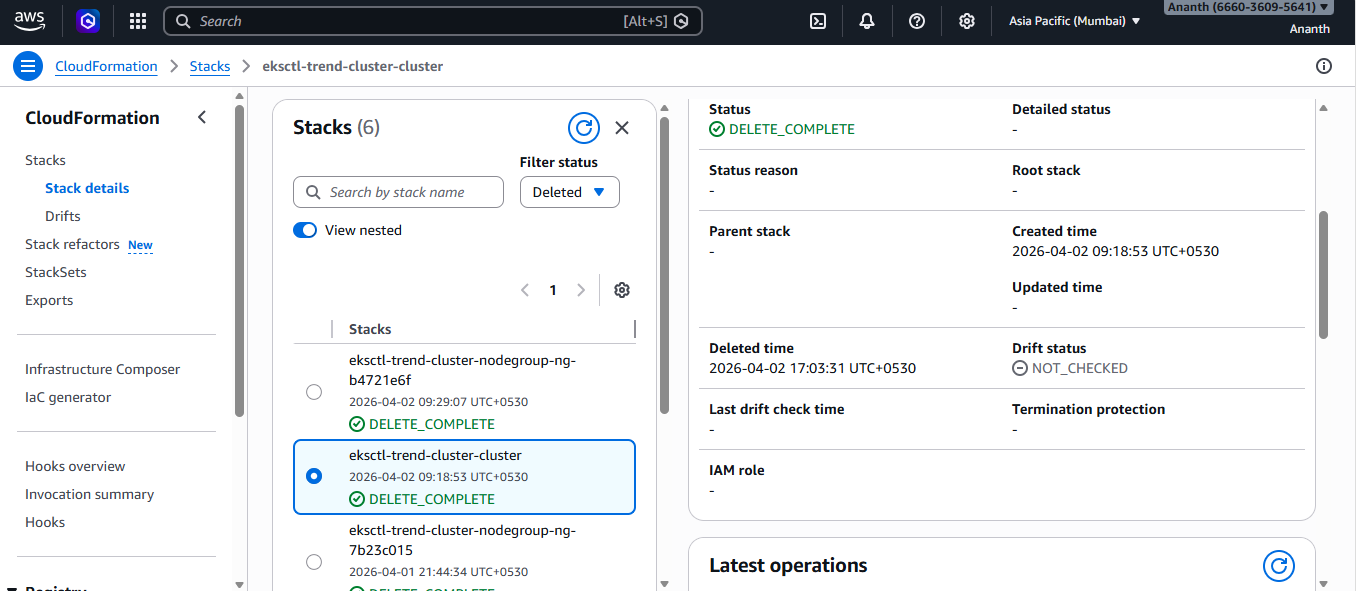 aws
Search
[Alt+S]
Asia Pacific (Mumbai)
Ananth (6660-3609-5641)
Ananth
CloudFormation
Stacks
eksctl-trend-cluster-cluster
CloudFormation
Stacks
Stack details
Drifts
Stack refactors New
StackSets
Exports
Infrastructure Composer
IaC generator
Hooks overview
Invocation summary
Hooks
Registry
Stacks (6)
Filter status
Search by stack name
Deleted
View nested
1
Stacks
eksctl-trend-cluster-nodegroup-ng-
b4721e6f
2026-04-02 09:29:07 UTC+0530
DELETE_COMPLETE
eksctl-trend-cluster-cluster
2026-04-02 09:18:53 UTC+0530
DELETE_COMPLETE
eksctl-trend-cluster-nodegroup-ng-
7b23c015
2026-04-01 21:44:34 UTC+0530
DELETE_COMPLETE
Status
DELETE_COMPLETE
Detailed status
-
Status reason
-
Root stack
-
Parent stack
-
Created time
2026-04-02 09:18:53 UTC+0530
Updated time
-
Deleted time
2026-04-02 17:03:31 UTC+0530
Drift status
NOT_CHECKED
Last drift check time
-
Termination protection
-
IAM role
-
Latest operations